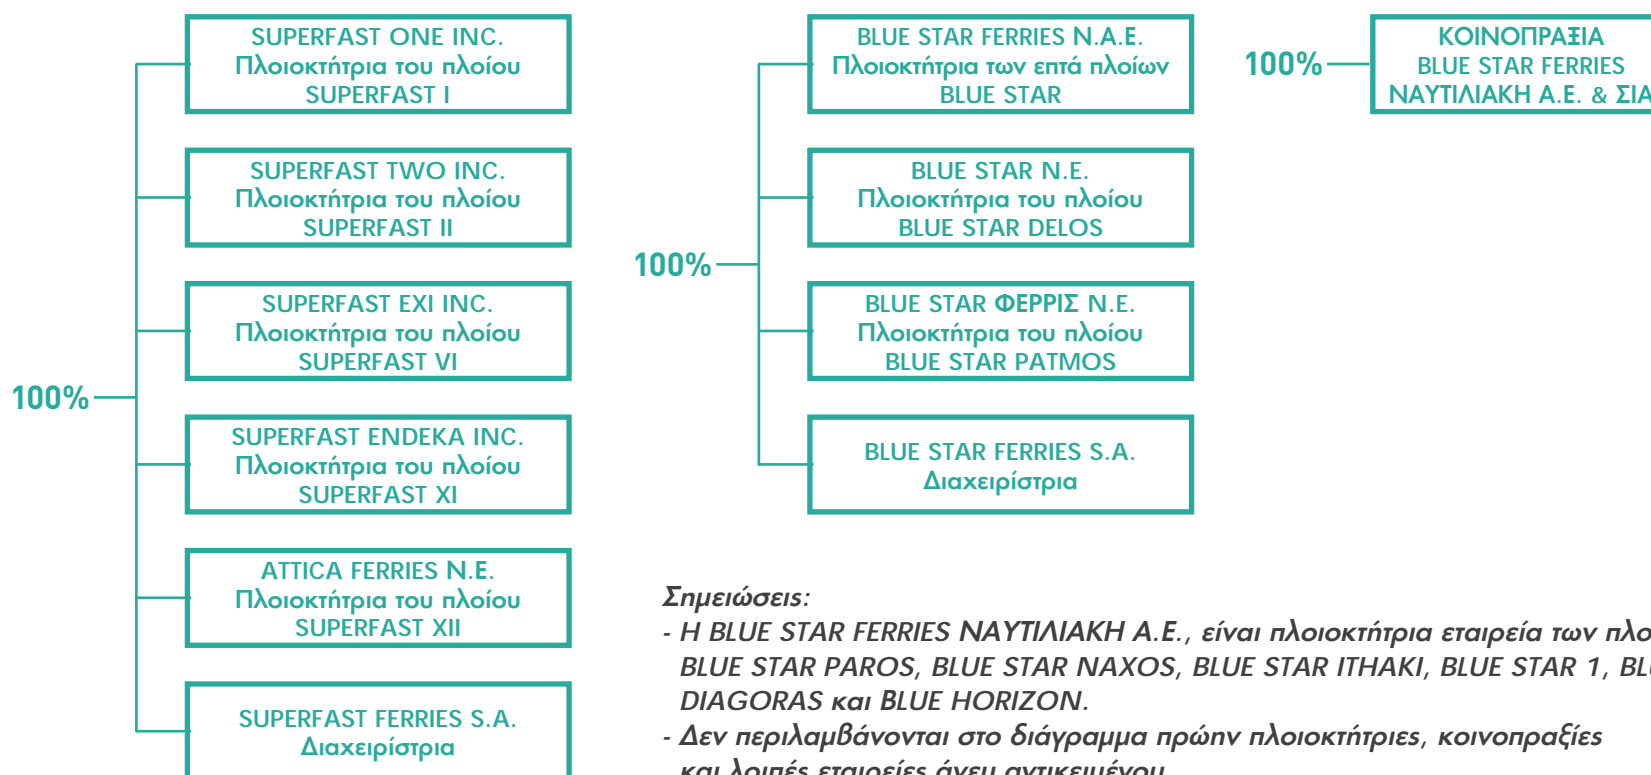 SUPERFAST ONE INC.
Πλοιοκτήτρια του πλοίου
SUPERFAST I
SUPERFAST TWO INC.
Πλοιοκτήτρια του πλοίου
SUPERFAST II
SUPERFAST EXI INC.
Πλοιοκτήτρια του πλοίου
SUPERFAST VI
100%
SUPERFAST ENDEKA INC.
Πλοιοκτήτρια του πλοίου
SUPERFAST XI
ATTICA FERRIES N.E.
Πλοιοκτήτρια του πλοίου
SUPERFAST XII
SUPERFAST FERRIES S.A.
Διαχειρίστρια
BLUE STAR FERRIES N.A.E.
Πλοιοκτήτρια των επτά πλοίων
BLUE STAR
BLUE STAR N.E.
Πλοιοκτήτρια του πλοίου
BLUE STAR DELOS
100%
BLUE STAR ΦΕΡΡΙΣ N.E.
Πλοιοκτήτρια του πλοίου
BLUE STAR PATMOS
BLUE STAR FERRIES S.A.
Διαχειρίστρια
100%
ΚΟΙΝΟΠΡΑΞΙΑ
BLUE STAR FERRIES
ΝΑΥΤΙΛΙΑΚΗ Α.Ε. & ΣΙΑ
Σημειώσεις:
- Η BLUE STAR FERRIES ΝΑΥΤΙΛΙΑΚΗ Α.Ε., είναι πλοιοκτήτρια εταιρεία των
BLUE STAR PAROS, BLUE STAR NAXOS, BLUE STAR ITHAKI, BLUE STAR 1,
DIAGORAS και BLUE HORIZON.
- Δεν περιλαμβάνονται στο διάγραμμα πρώην πλοιοκτήτριες, κοινοπραξίες
και λοιπές εταιρείες άνευ αντικειμένου